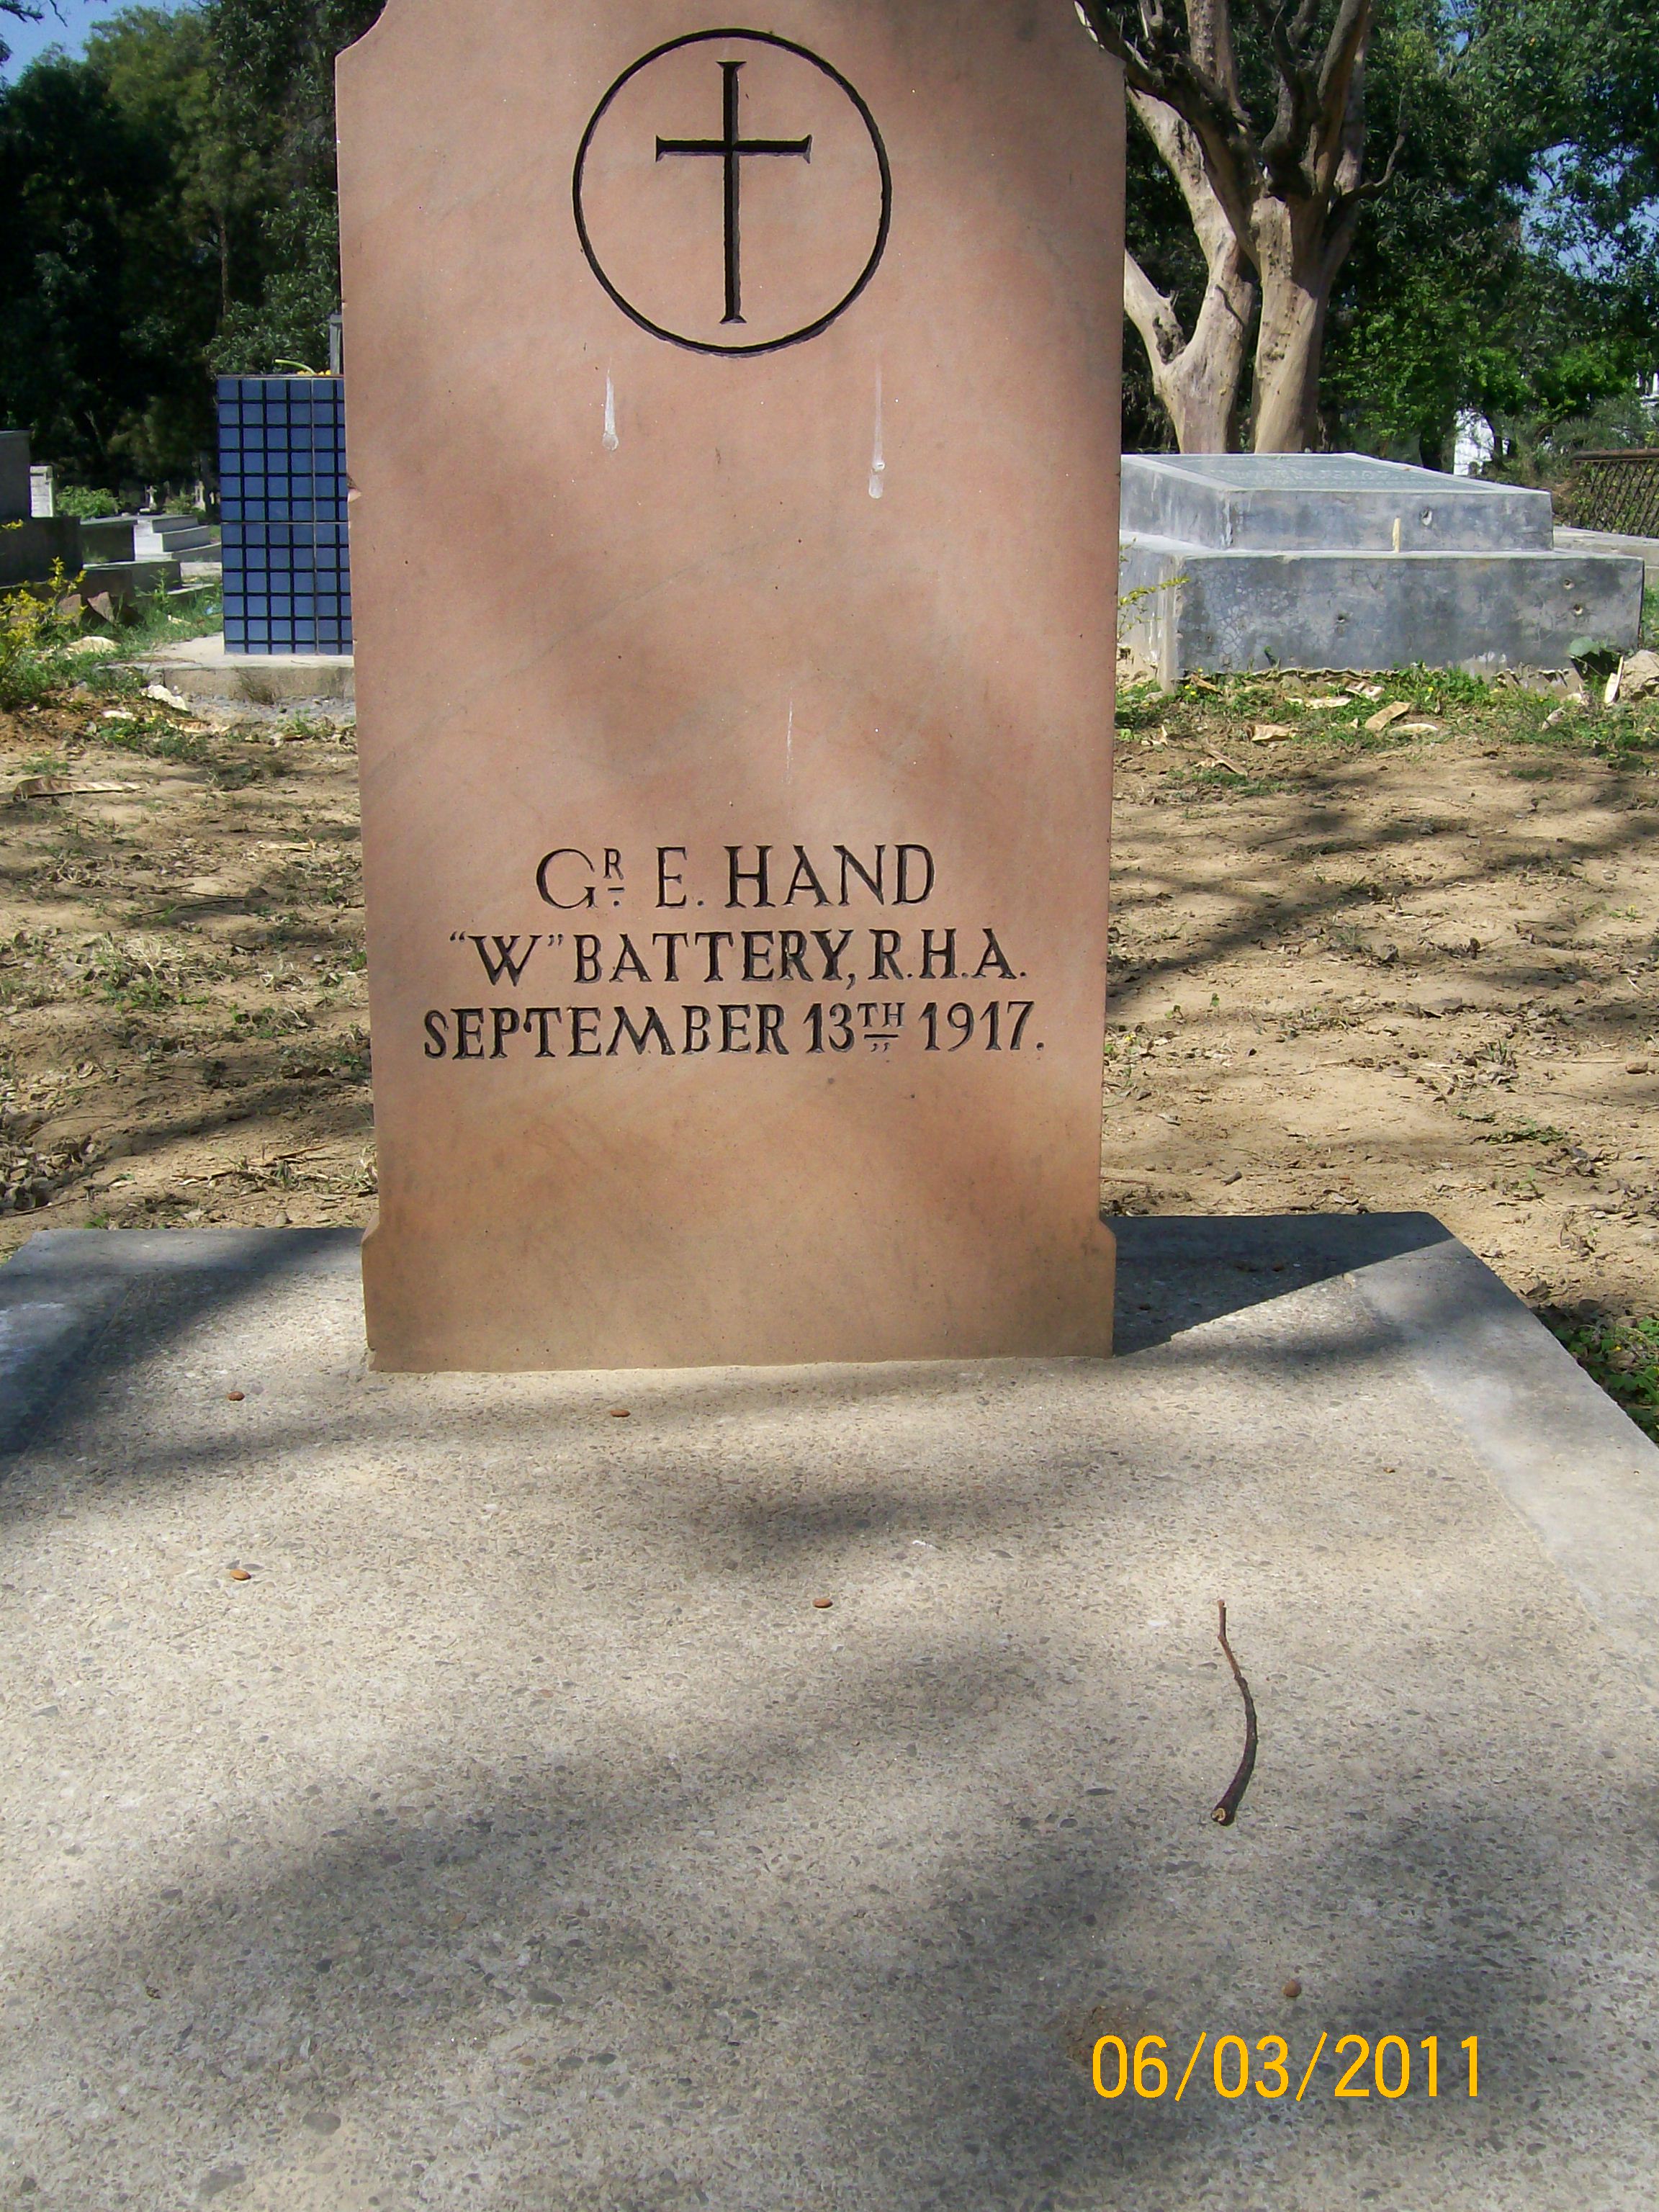 GR. E. HAND
"W" BATTERY, R.H.A.
SEPTEMBER 13TH 1917.
06/03/2011